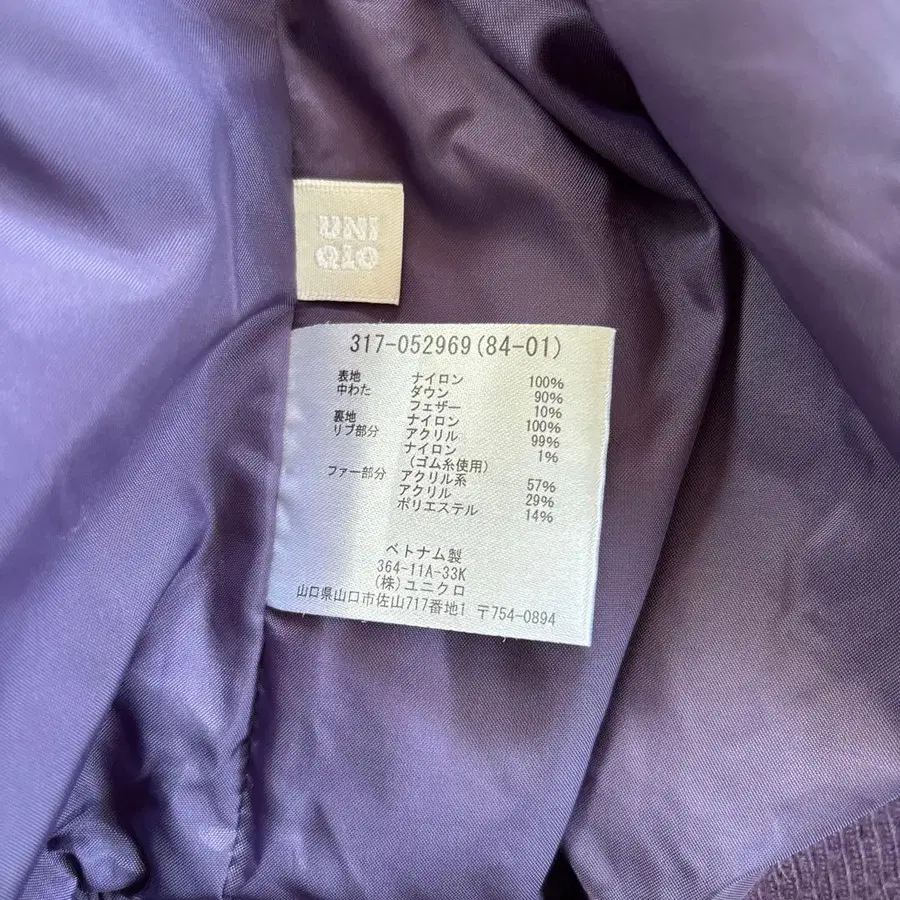 UNI
QLO
317-052969(84-01)
表地 ナイロン 100%
中わた ダウン 90%
フェザー 10%
裏地 ナイロン 100%
リブ部分 アクリル 99%
ナイロン 1%
(ゴム糸使用)
ファー部分 アクリル系 57%
アクリル 29%
ポリエステル 14%
ベトナム製
364-11A-33K
(株)ユニクロ
山口県山口市佐山717番地1 〒754-0894